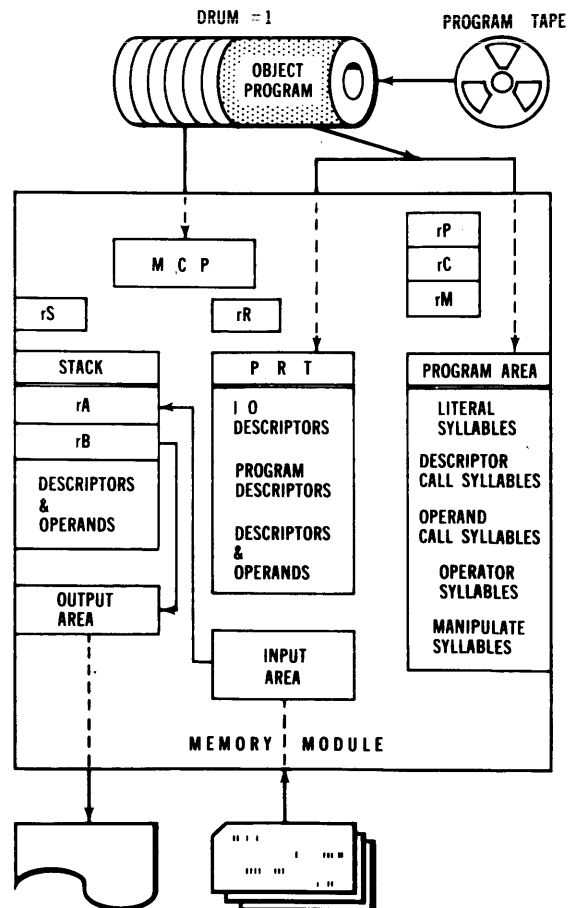 DRUM =1
PROGRAM TAPE
OBJECT
PROGRAM
M C P
rP
rC
rM
rS
rR
STACK
rA
rB
DESCRIPTORS
&
OPERANDS
OUTPUT
AREA
P R T
I O
DESCRIPTORS
PROGRAM
DESCRIPTORS
DESCRIPTORS
&
OPERANDS
INPUT
AREA
PROGRAM AREA
LITERAL
SYLLABLES
DESCRIPTOR
CALL SYLLABLES
OPERAND
CALL SYLLABLES
OPERATOR
SYLLABLES
MANIPULATE
SYLLABLES
MEMORY MODULE